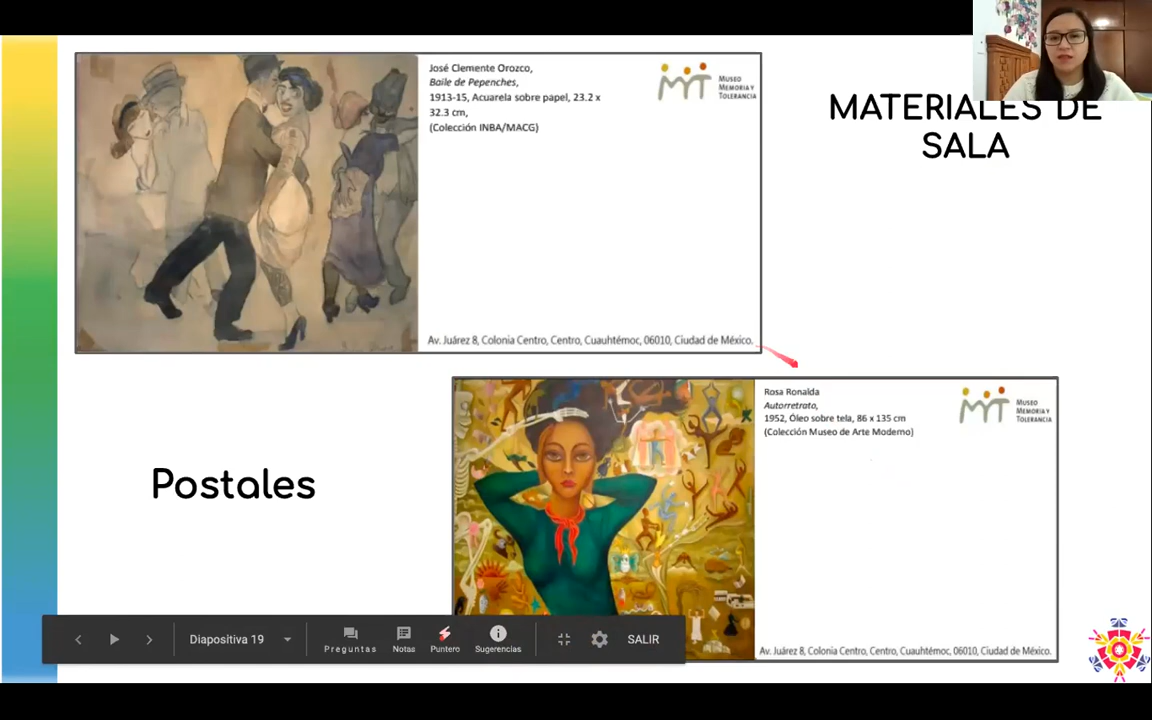 José Clemente Orozco,
Baile de Pepenches,
1913-15, Acuarela sobre papel, 23.2 x
32.3 cm,
(Colección INBA/MACG)
MYT
MUSEO
MEMORIA Y
TOLERANCIA
Av. Juárez 8, Colonia Centro, Centro, Cuauhtémoc, 06010, Ciudad de México.
MATERIALES DE
SALA
Postales
Rosa Ronalda
Autorretrato,
1952, Óleo sobre tela, 86 x 135 cm
(Colección Museo de Arte Moderno)
MYT
MUSEO
MEMORIA Y
TOLERANCIA
Av. Juárez 8, Colonia Centro, Centro, Cuauhtémoc, 06010, Ciudad de México.
Diapositiva 19
Preguntas
Notas
Puntero
Sugerencias
SALIR